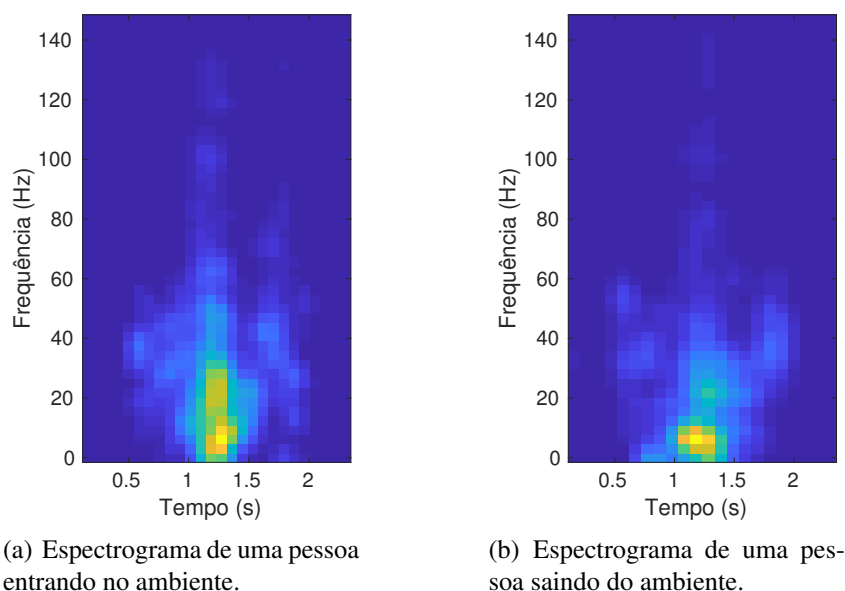 140
120
100
80
60
40
20
0
Frequência (Hz)
0.5 1 1.5 2
Tempo (s)
(a) Espectrograma de uma pessoa
entrando no ambiente.
140
120
100
80
60
40
20
0
Frequência (Hz)
0.5 1 1.5 2
Tempo (s)
(b) Espectrograma de uma pes-
soa saindo do ambiente.